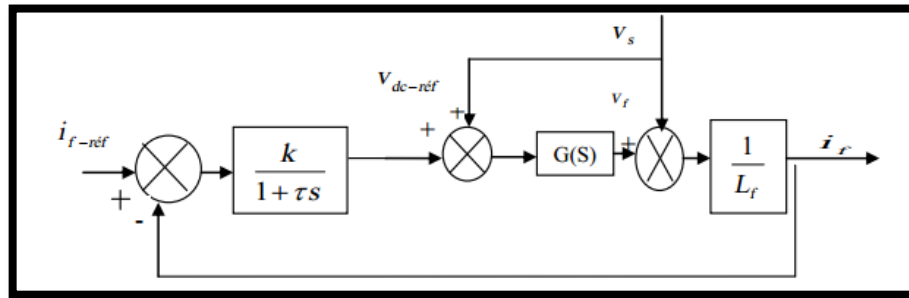 V_s
V_dc-réf
V_f
i_f-réf
+
+
+
+
-
k
1 + τs
G(S)
1
L_f
i_f